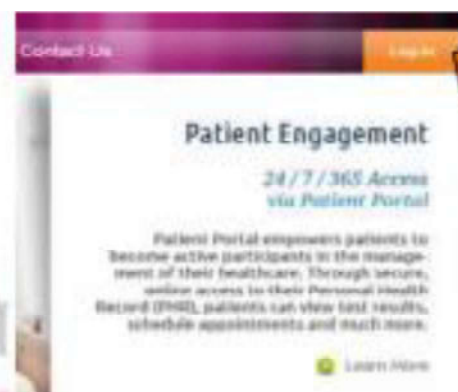 Contact Us
Log In
Patient Engagement
24 / 7 / 365 Access
via Patient Portal
Patient Portal empowers patients to
become active participants in the manage-
ment of their healthcare. Through secure,
online access to their Personal Health
Record (PHR), patients can view test results,
schedule appointments and much more.
Learn More